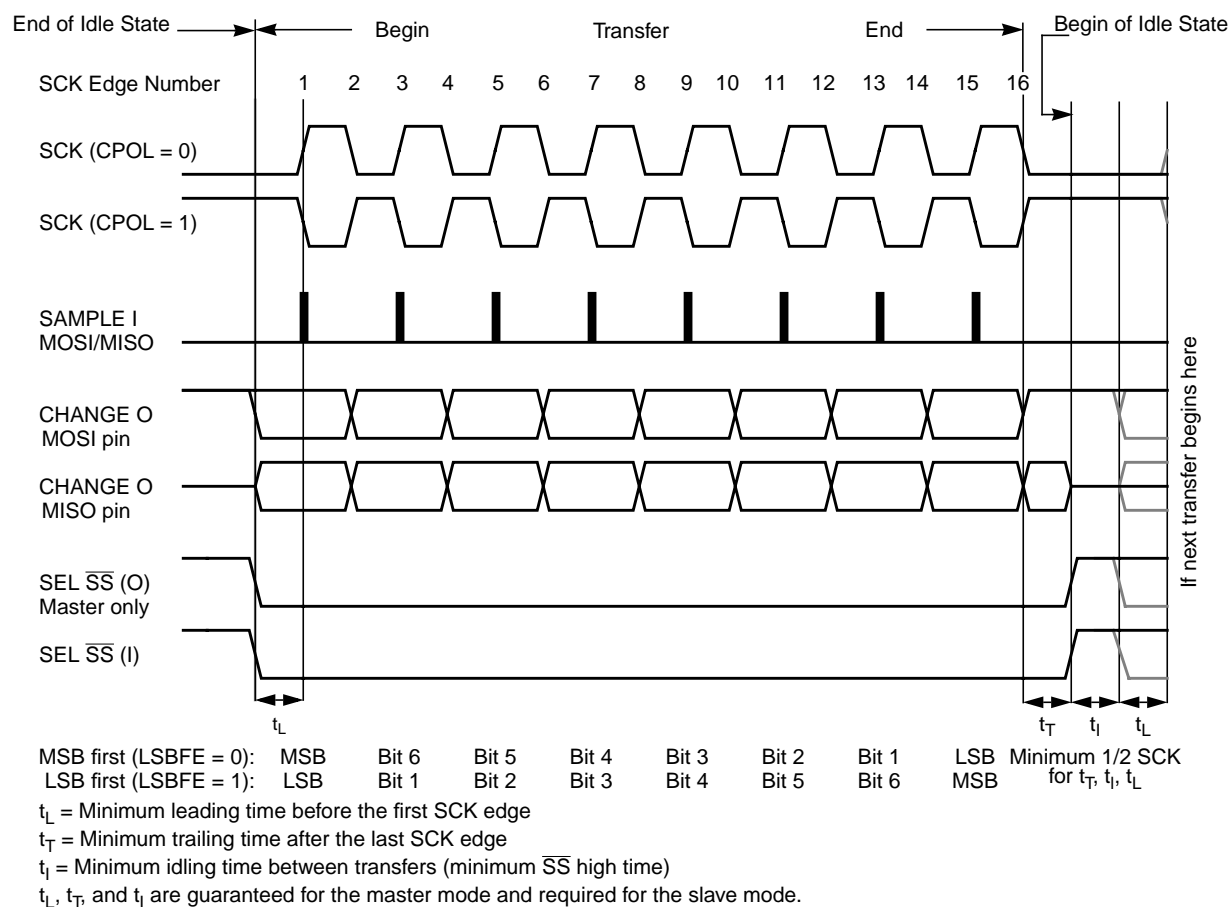 End of Idle State Begin Transfer End Begin of Idle State
SCK Edge Number 1 2 3 4 5 6 7 8 9 10 11 12 13 14 15 16
SCK (CPOL = 0)
SCK (CPOL = 1)
SAMPLE I
MOSI/MISO
CHANGE O
MOSI pin
CHANGE O
MISO pin
SEL SS (O)
Master only
SEL SS (I)
If next transfer begins here
tL tT tI tL
MSB first (LSBFE = 0): MSB Bit 6 Bit 5 Bit 4 Bit 3 Bit 2 Bit 1 LSB Minimum 1/2 SCK
LSB first (LSBFE = 1): LSB Bit 1 Bit 2 Bit 3 Bit 4 Bit 5 Bit 6 MSB for tT, tI, tL
tL = Minimum leading time before the first SCK edge
tT = Minimum trailing time after the last SCK edge
tI = Minimum idling time between transfers (minimum SS high time)
tL, tT, and tI are guaranteed for the master mode and required for the slave mode.